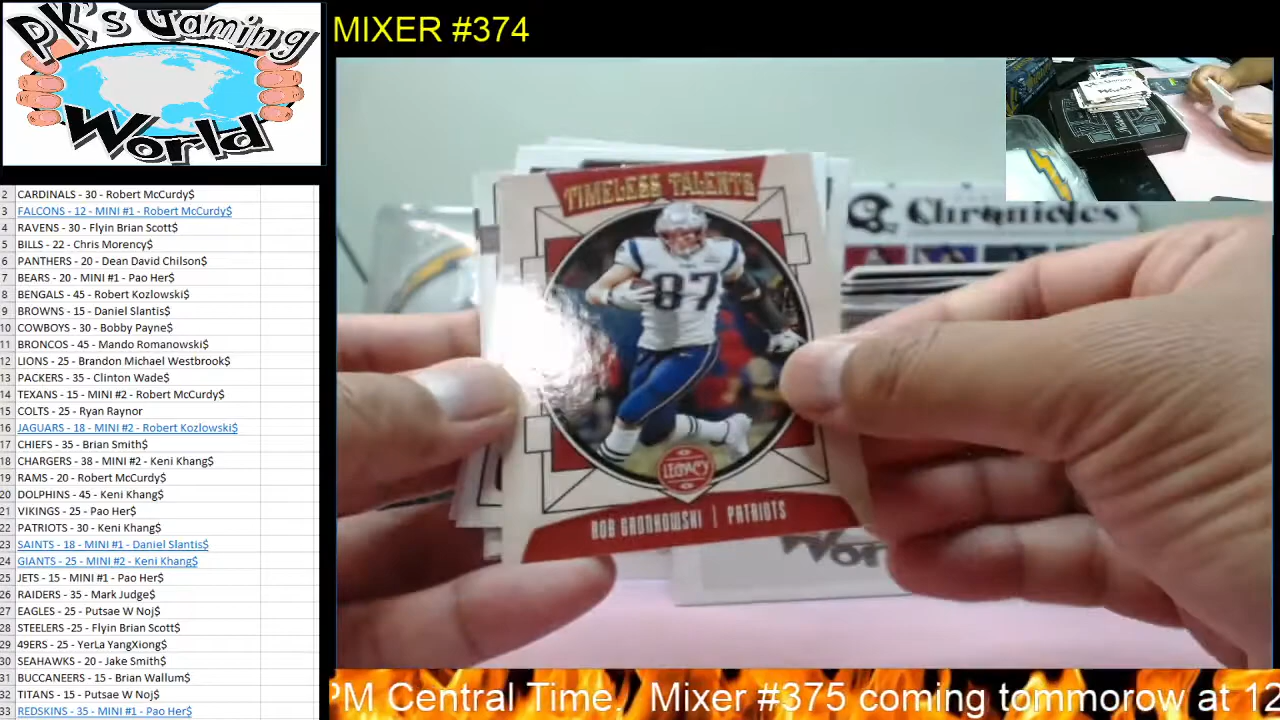 PK's Gaming
World
MIXER #374
2 CARDINALS - 30 - Robert McCurdy$
3 FALCONS - 12 - MINI #1 - Robert McCurdy$
4 RAVENS - 30 - Flyin Brian Scott$
5 BILLS - 22 - Chris Morency$
6 PANTHERS - 20 - Dean David Chilson$
7 BEARS - 20 - MINI #1 - Pao Her$
8 BENGALS - 45 - Robert Kozlowski$
9 BROWNS - 15 - Daniel Slantis$
10 COWBOYS - 30 - Bobby Payne$
11 BRONCOS - 45 - Mando Romanowski$
12 LIONS - 25 - Brandon Michael Westbrook$
13 PACKERS - 35 - Clinton Wade$
14 TEXANS - 15 - MINI #2 - Robert McCurdy$
15 COLTS - 25 - Ryan Raynor
16 JAGUARS - 18 - MINI #2 - Robert Kozlowski$
17 CHIEFS - 35 - Brian Smith$
18 CHARGERS - 38 - MINI #2 - Keni Khang$
19 RAMS - 20 - Robert McCurdy$
20 DOLPHINS - 45 - Keni Khang$
21 VIKINGS - 25 - Pao Her$
22 PATRIOTS - 30 - Keni Khang$
23 SAINTS - 18 - MINI #1 - Daniel Slantis$
24 GIANTS - 25 - MINI #2 - Keni Khang$
25 JETS - 15 - MINI #1 - Pao Her$
26 RAIDERS - 35 - Mark Judge$
27 EAGLES - 25 - Putsae W Noj$
28 STEELERS -25 - Flyin Brian Scott$
29 49ERS - 25 - YerLa YangXiong$
30 SEAHAWKS - 20 - Jake Smith$
31 BUCCANEERS - 15 - Brian Wallum$
32 TITANS - 15 - Putsae W Noj$
33 REDSKINS - 35 - MINI #1 - Pao Her$
TIMELESS TALENTS
87
LEGACY
ROB GRONKOWSKI | PATRIOTS
Chronicles
World
PM Central Time. Mixer #375 coming tommorow at 12